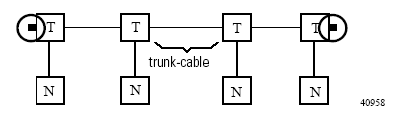 T T T T
trunk-cable
N N N N
40958